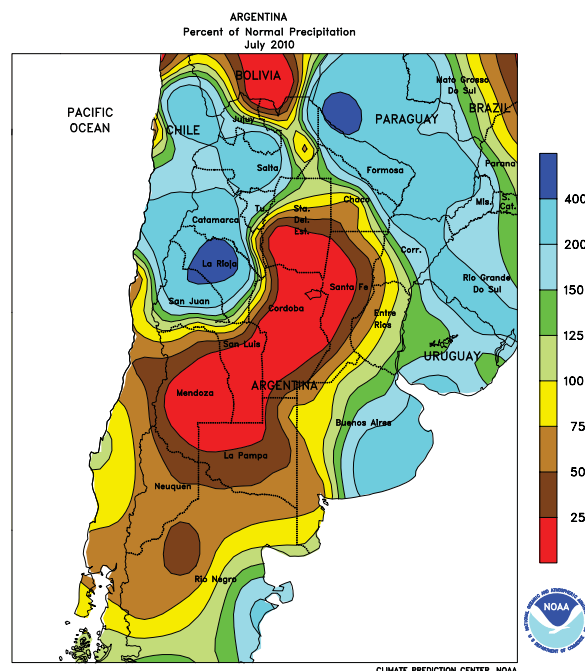 ARGENTINA
Percent of Normal Precipitation
July 2010
BOLIVIA
Mato Grosso
Do Sul
PACIFIC
OCEAN
BRAZIL
CHILE
Jujuy
PARAGUAY
Parana
Salta
Formosa
Tu.
Sta.
Del
Est.
Chaco
Mis.
S.
Cat.
Catamarca
Corr.
La Rioja
Rio Grande
Do Sul
San Juan
Cordoba
Santa Fe
Entre
Rios
San Luis
URUGUAY
Mendoza
ARGENTINA
Buenos Aires
La Pampa
Neuquen
Rio Negro
400
200
150
125
100
75
50
25
NOAA
CLIMATE PREDICTION CENTER, NOAA